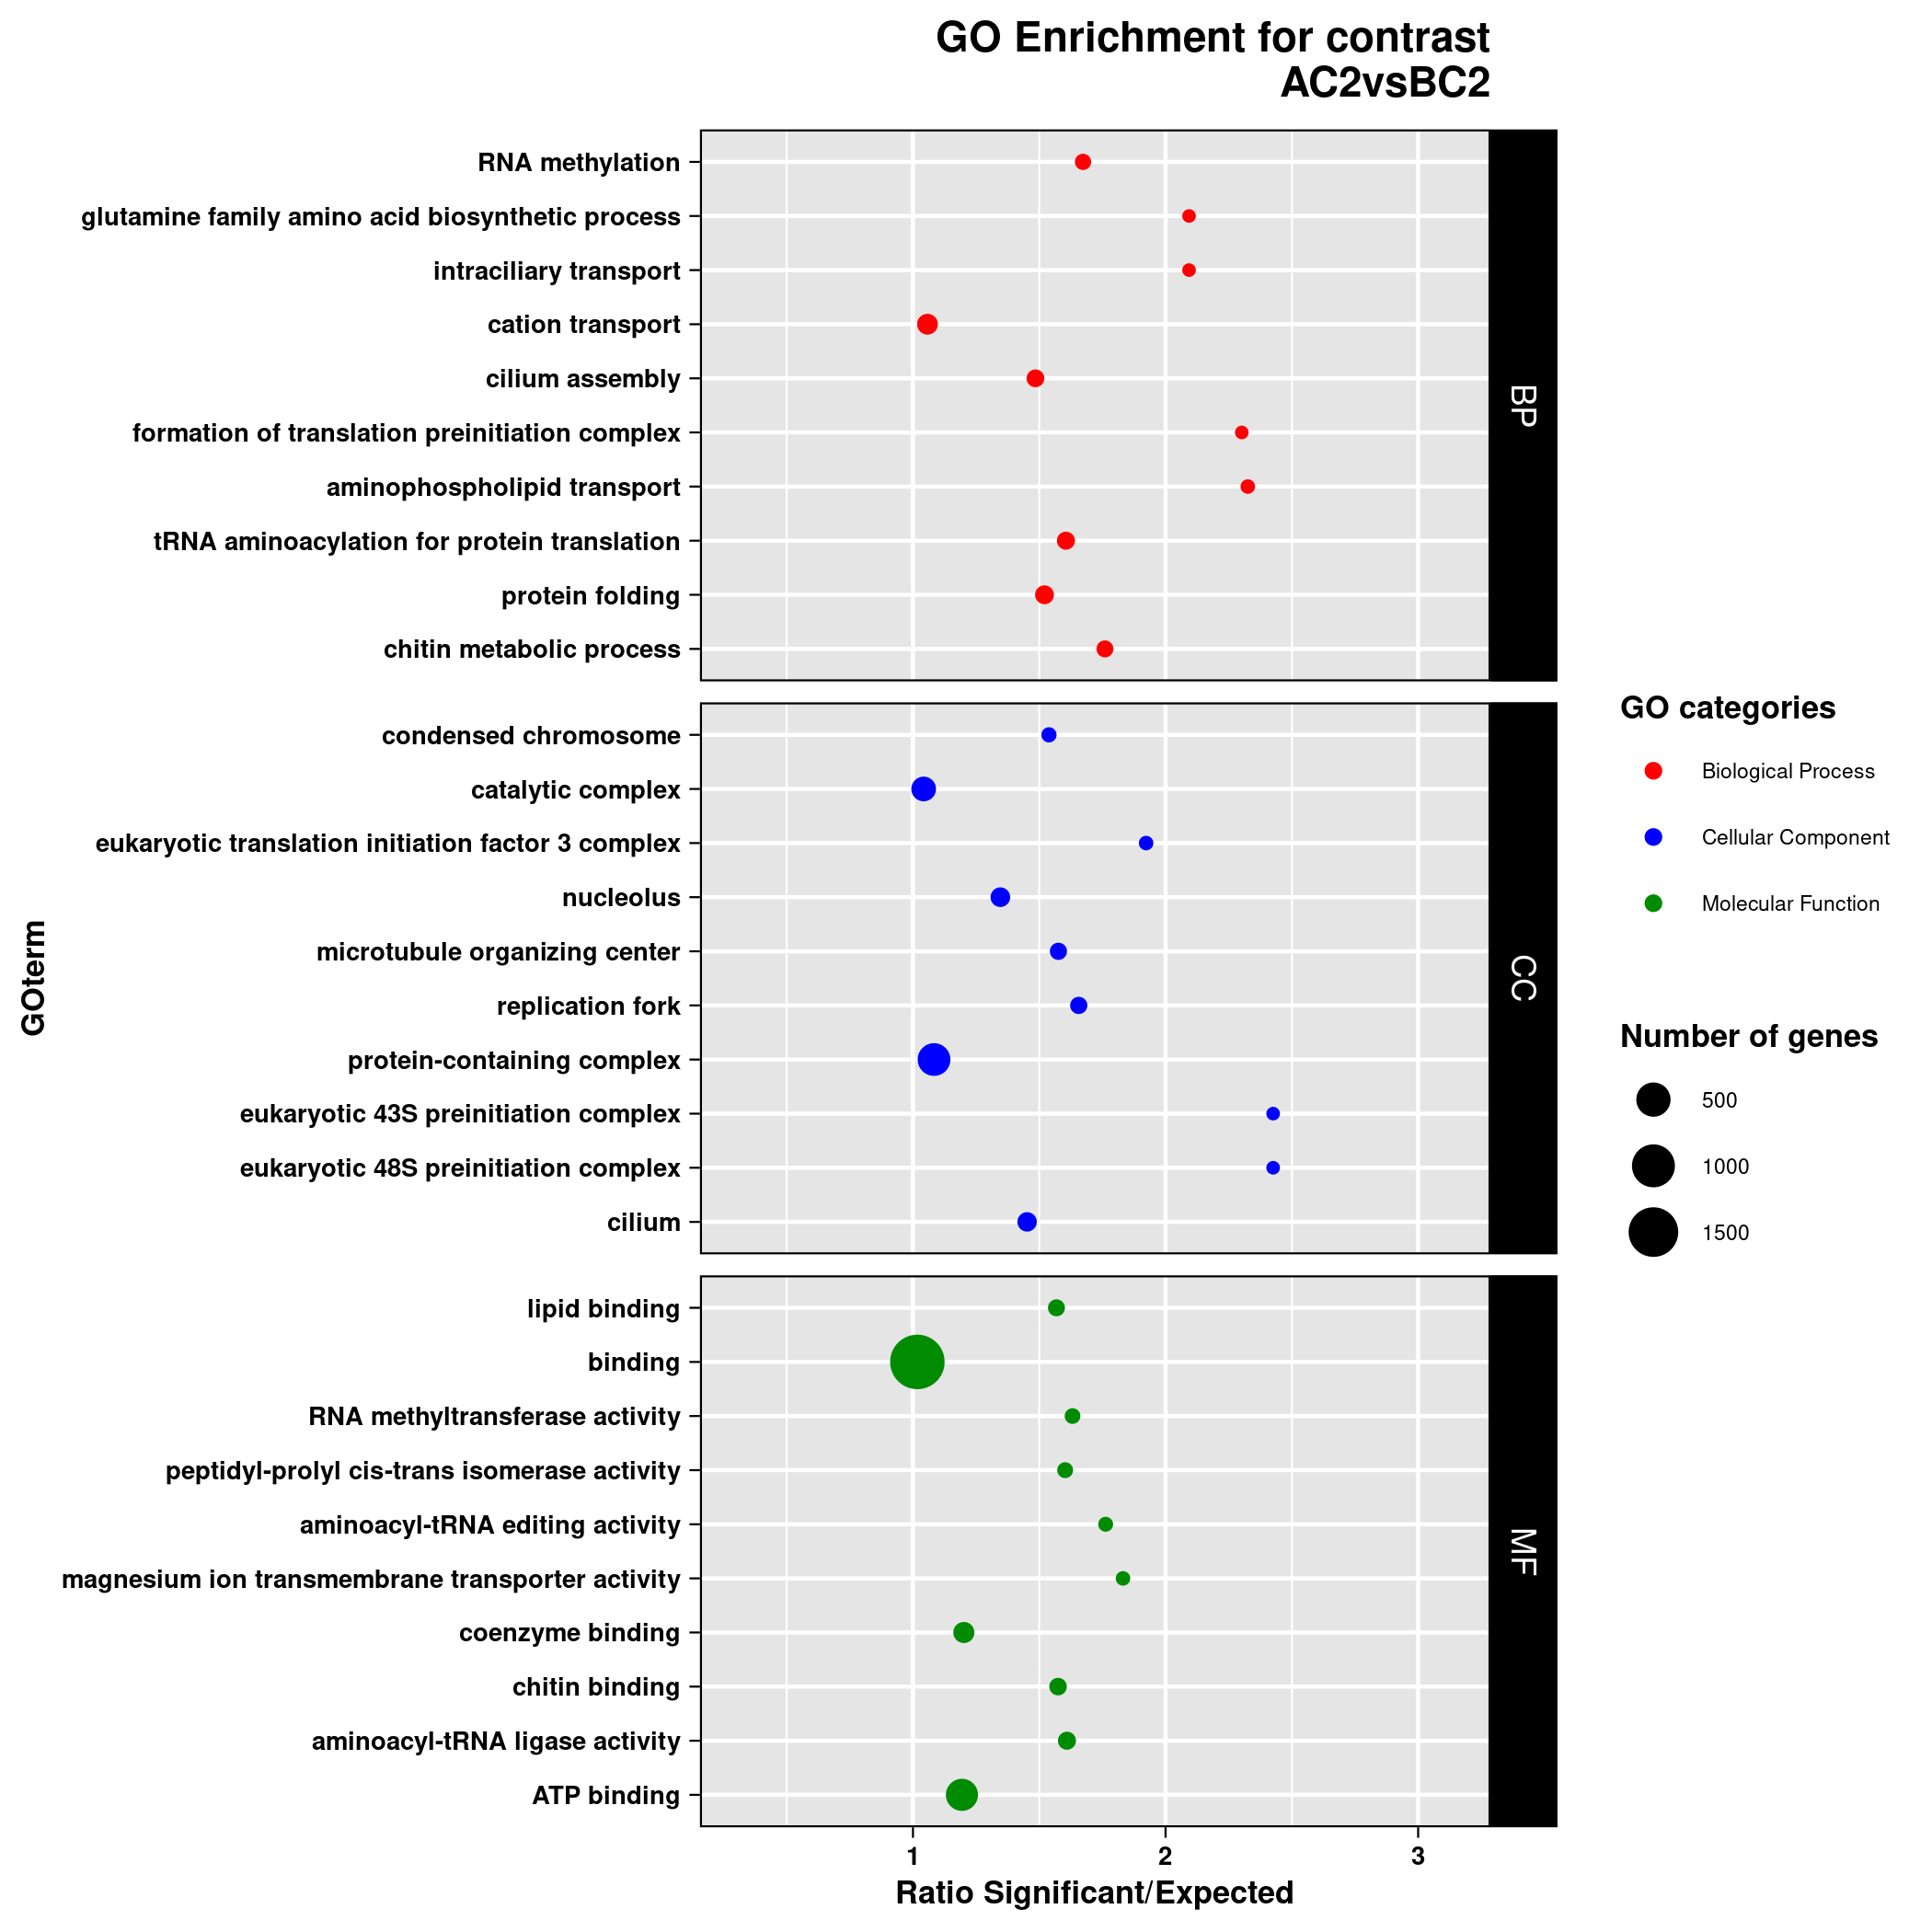 GO Enrichment for contrast
AC2vsBC2
RNA methylation
glutamine family amino acid biosynthetic process
intraciliary transport
cation transport
cilium assembly
formation of translation preinitiation complex
aminophospholipid transport
tRNA aminoacylation for protein translation
protein folding
chitin metabolic process
BP
condensed chromosome
catalytic complex
eukaryotic translation initiation factor 3 complex
nucleolus
microtubule organizing center
replication fork
protein-containing complex
eukaryotic 43S preinitiation complex
eukaryotic 48S preinitiation complex
cilium
CC
lipid binding
binding
RNA methyltransferase activity
peptidyl-prolyl cis-trans isomerase activity
aminoacyl-tRNA editing activity
magnesium ion transmembrane transporter activity
coenzyme binding
chitin binding
aminoacyl-tRNA ligase activity
ATP binding
MF
1 2 3
Ratio Significant/Expected
GOterm
GO categories
Biological Process
Cellular Component
Molecular Function
Number of genes
500
1000
1500